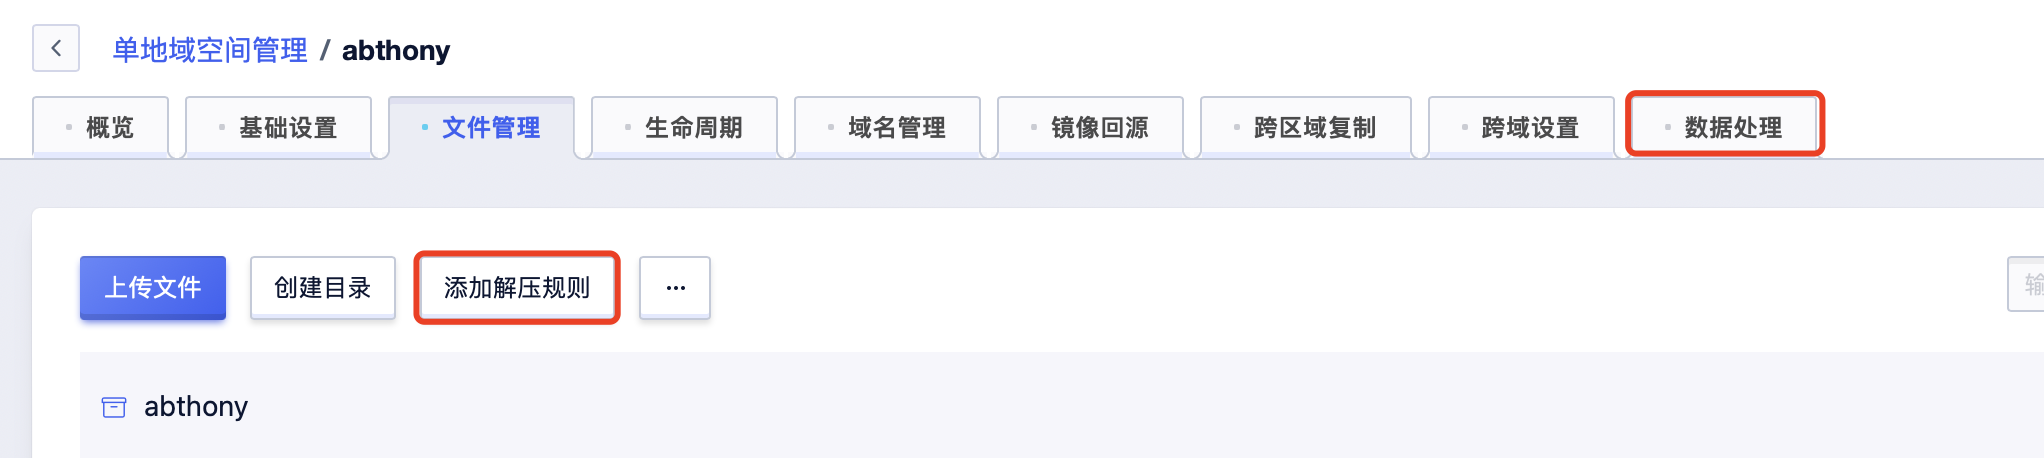 单地域空间管理 / abthony
概览 基础设置 文件管理 生命周期 域名管理 镜像回源 跨区域复制 跨域设置 数据处理
上传文件 创建目录 添加解压规则 ··· 输
abthony